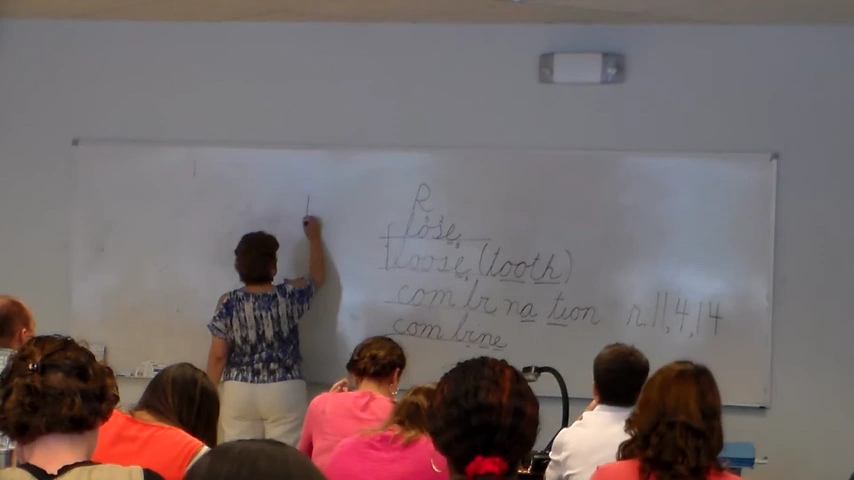 R
lose
loose (tooth)
com bi na tion r 11, 4, 14
com bine